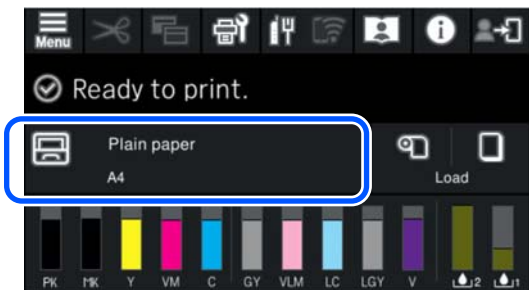 Menu
Ready to print.
Plain paper
A4
Load
PK MK Y VM C GY VLM LC LGY V 2 1